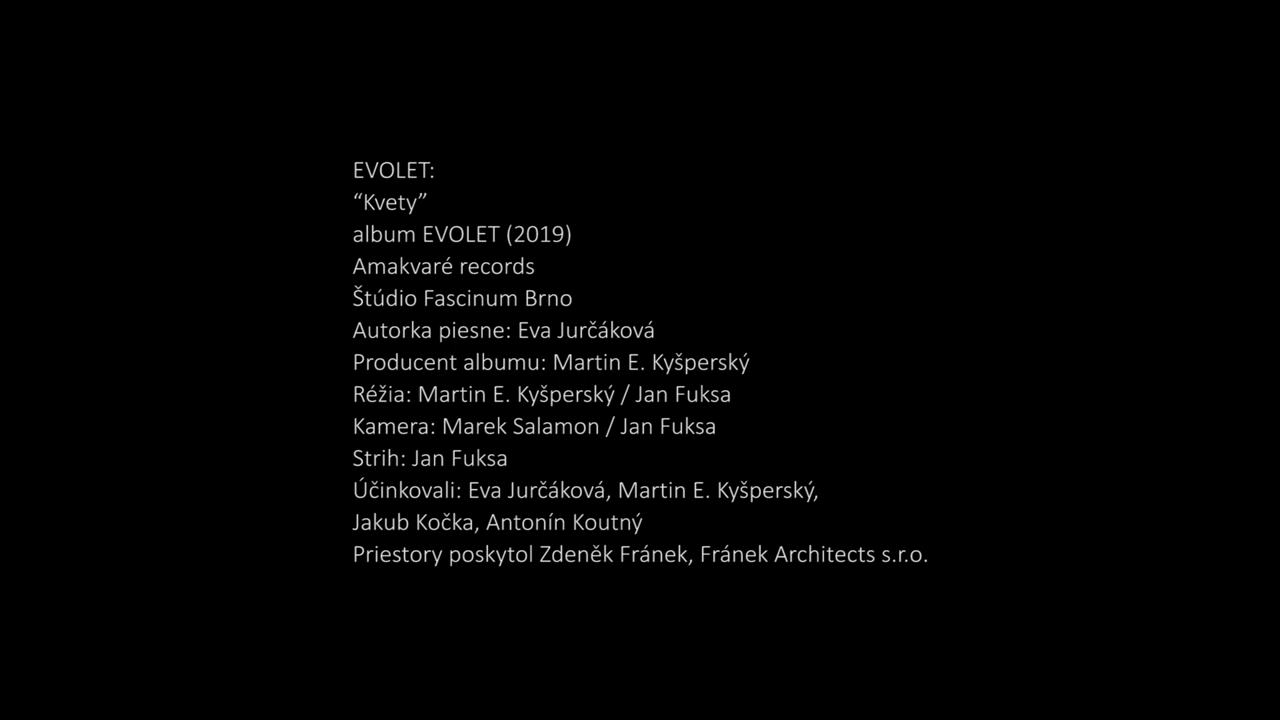 EVOLET:
“Kvety”
album EVOLET (2019)
Amakvaré records
Štúdio Fascinum Brno
Autorka piesne: Eva Jurčáková
Producent albumu: Martin E. Kyšperský
Réžia: Martin E. Kyšperský / Jan Fuksa
Kamera: Marek Salamon / Jan Fuksa
Strih: Jan Fuksa
Účinkovali: Eva Jurčáková, Martin E. Kyšperský,
Jakub Kočka, Antonín Koutný
Priestory poskytol Zdeněk Fránek, Fránek Architects s.r.o.